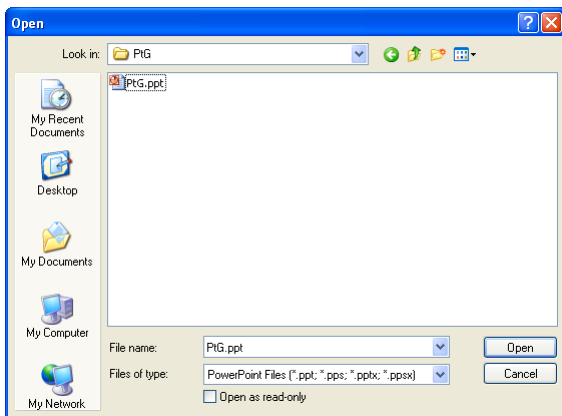 Open
Look in:
PtG
PtG.ppt
My Recent
Documents
Desktop
My Documents
My Computer
My Network
File name:
PtG.ppt
Open
Files of type:
PowerPoint Files (*.ppt; *.pps; *.pptx; *.ppsx)
Cancel
Open as read-only